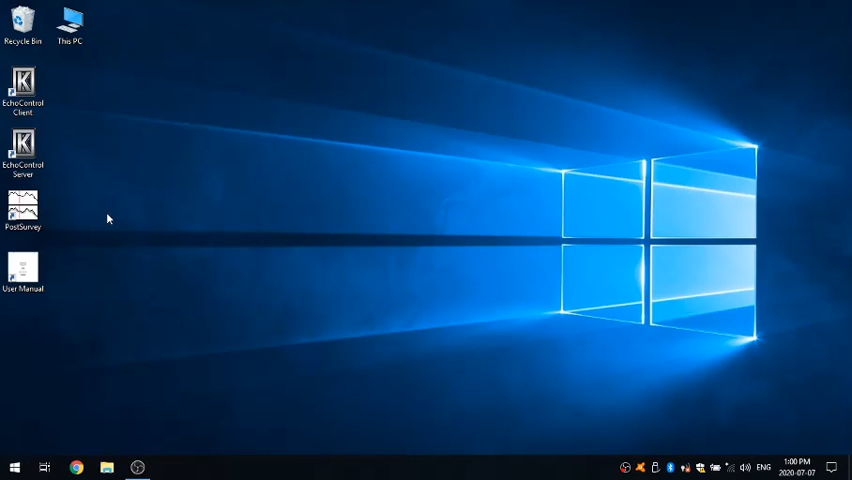 Recycle Bin
This PC
K
EchoControl
Client
K
EchoControl
Server
PostSurvey
User Manual
ENG
1:00 PM
2020-07-07